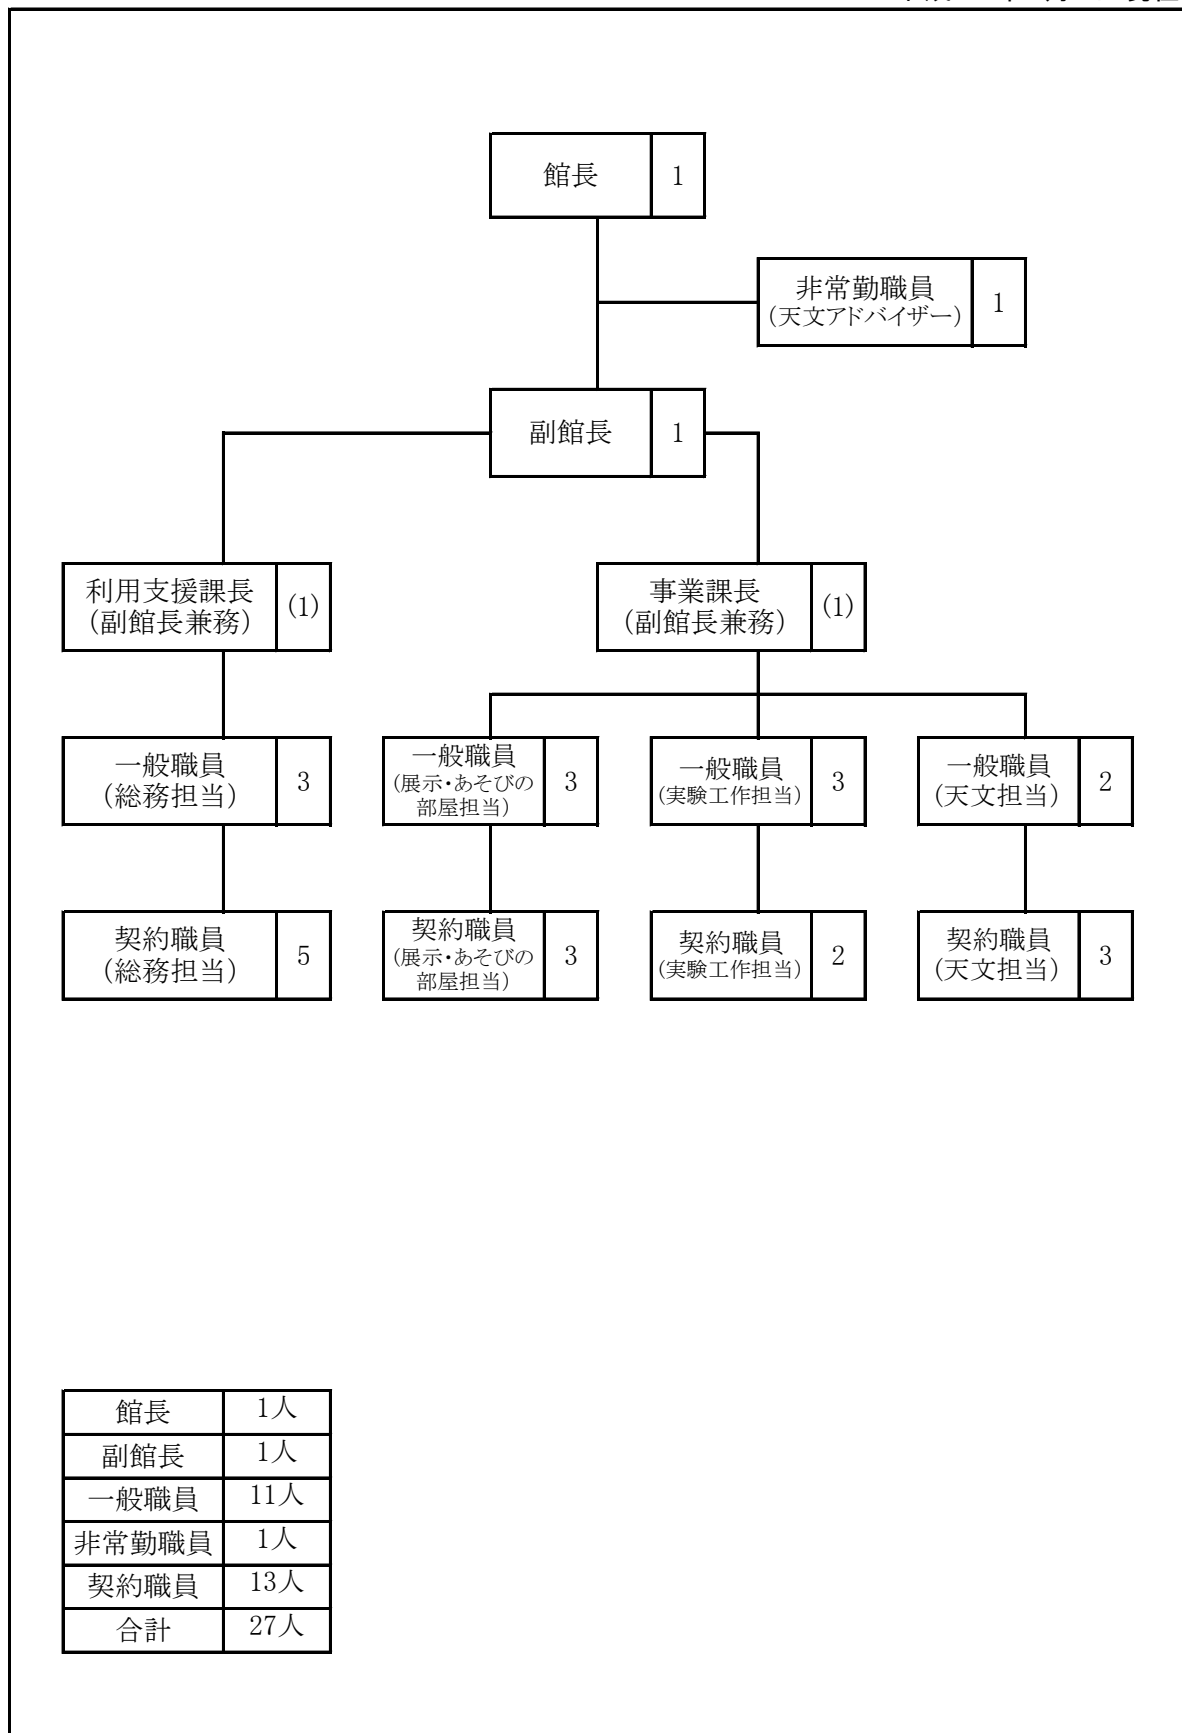 館長 1
非常勤職員
(天文アドバイザー) 1
副館長 1
利用支援課長
(副館長兼務) (1)
事業課長
(副館長兼務) (1)
一般職員
(総務担当) 3
一般職員
(展示・あそびの
部屋担当) 3
一般職員
(実験工作担当) 3
一般職員
(天文担当) 2
契約職員
(総務担当) 5
契約職員
(展示・あそびの
部屋担当) 3
契約職員
(実験工作担当) 2
契約職員
(天文担当) 3
館長 1人
副館長 1人
一般職員 11人
非常勤職員 1人
契約職員 13人
合計 27人